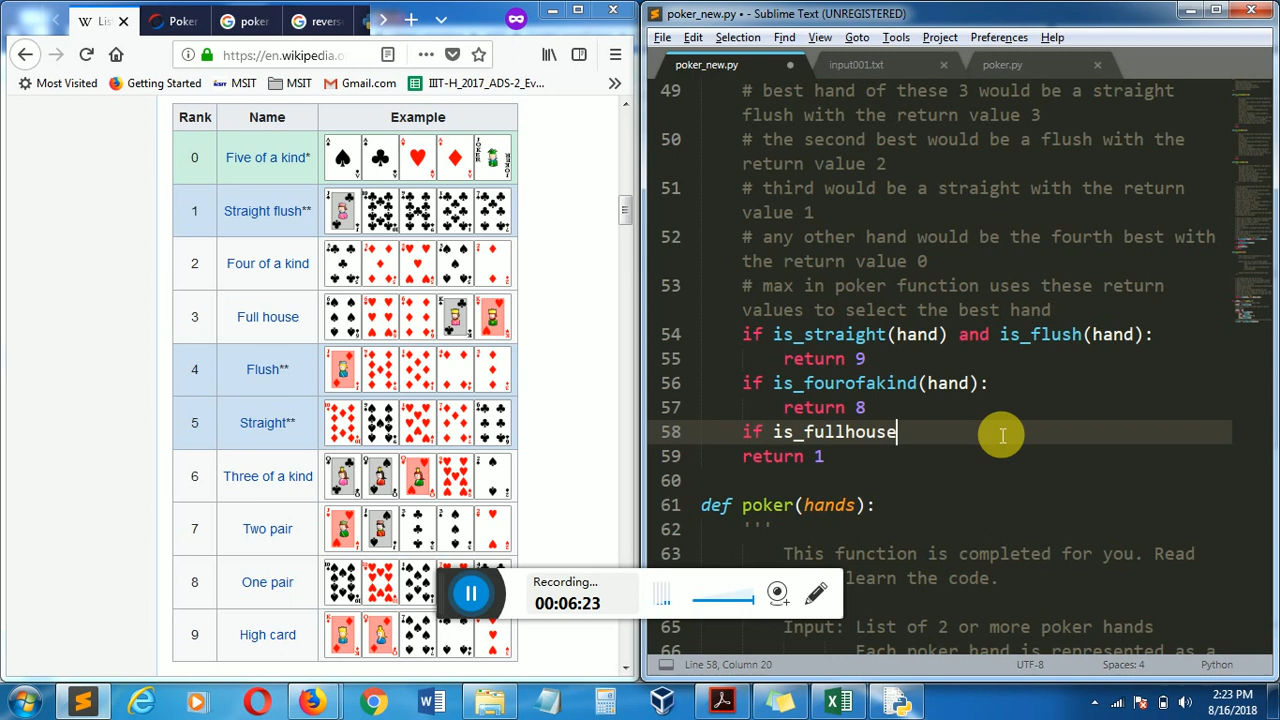 Lis
Poker
poker
revers
poker_new.py • - Sublime Text (UNREGISTERED)
https://en.wikipedia.o
File Edit Selection Find View Goto Tools Project Preferences Help
Most Visited Getting Started MSIT MSIT Gmail.com IIIT-H_2017_ADS-2_Ev...
poker_new.py input001.txt poker.py
Rank Name Example
0 Five of a kind*
1 Straight flush**
2 Four of a kind
3 Full house
4 Flush**
5 Straight**
6 Three of a kind
7 Two pair
8 One pair
9 High card
49 # best hand of these 3 would be a straight
flush with the return value 3
50 # the second best would be a flush with the
return value 2
51 # third would be a straight with the return
value 1
52 # any other hand would be the fourth best with
the return value 0
53 # max in poker function uses these return
values to select the best hand
54 if is_straight(hand) and is_flush(hand):
55 return 9
56 if is_fourofakind(hand):
57 return 8
58 if is_fullhouse
59 return 1
60
61 def poker(hands):
62 '''
63 This function is completed for you. Read
learn the code.
65 Input: List of 2 or more poker hands
Each poker hand is represented as a
Recording...
00:06:23
Line 58, Column 20 UTF-8 Spaces: 4 Python
2:23 PM
8/16/2018